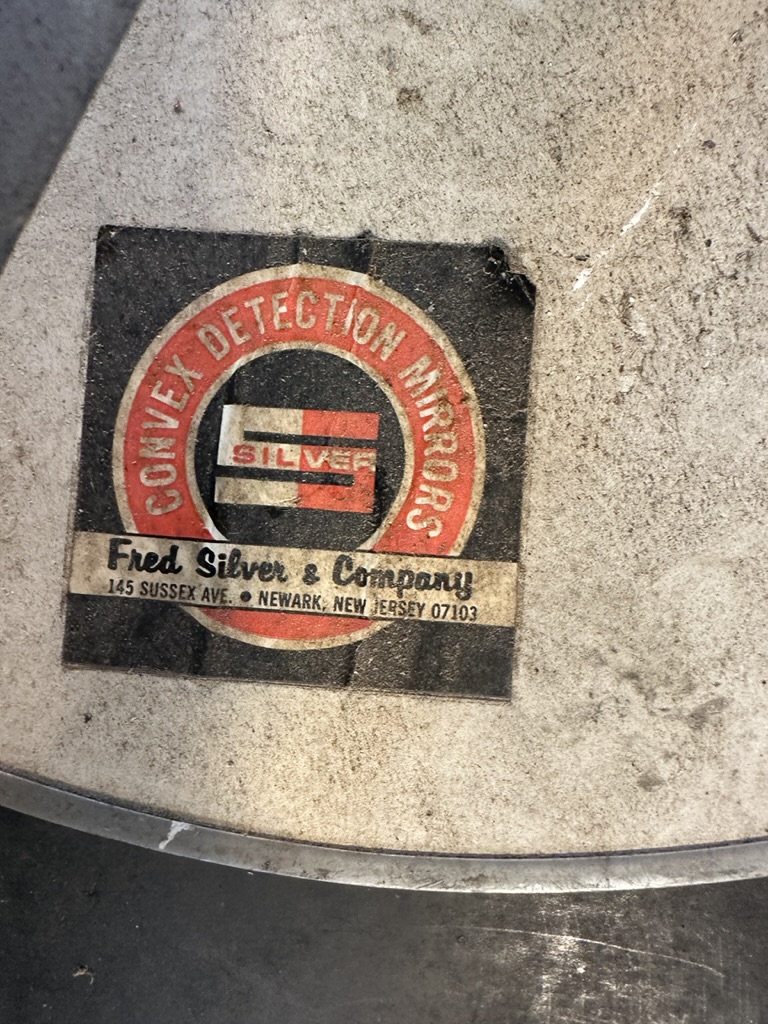 CONVEX DETECTION MIRRORS
SILVER
Fred Silver & Company
145 SUSSEX AVE. • NEWARK, NEW JERSEY 07103